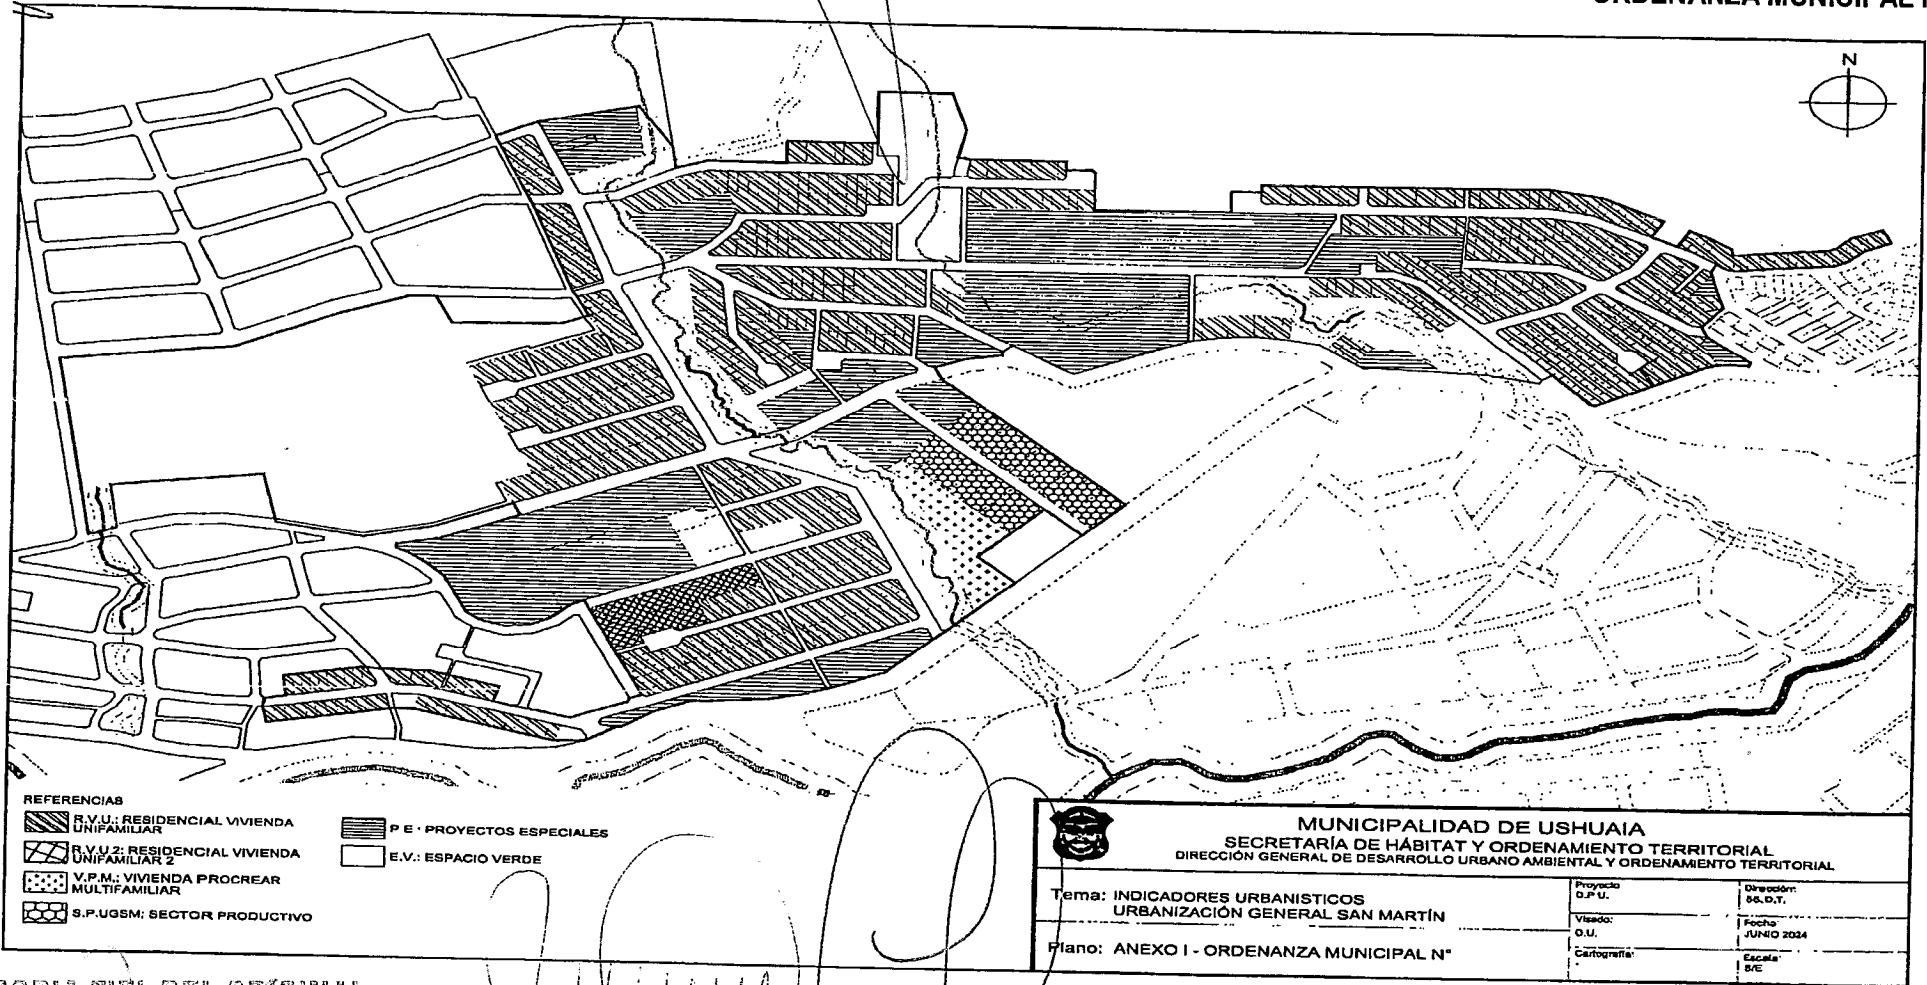 ORDENANZA MUNICIPAL
N
REFERENCIAS
R.V.U.: RESIDENCIAL VIVIENDA
UNIFAMILIAR
R.V.U.2: RESIDENCIAL VIVIENDA
UNIFAMILIAR 2
V.P.M.: VIVIENDA PROCREAR
MULTIFAMILIAR
S.P.UGSM: SECTOR PRODUCTIVO
P E : PROYECTOS ESPECIALES
E.V.: ESPACIO VERDE
MUNICIPALIDAD DE USHUAIA
SECRETARÍA DE HÁBITAT Y ORDENAMIENTO TERRITORIAL
DIRECCIÓN GENERAL DE DESARROLLO URBANO AMBIENTAL Y ORDENAMIENTO TERRITORIAL
Tema: INDICADORES URBANISTICOS
URBANIZACIÓN GENERAL SAN MARTÍN
Plano: ANEXO I - ORDENANZA MUNICIPAL N°
Proyecto
D.P.U.
Visado:
D.U.
Cartografía:
Dirección:
Fecha:
JUNIO 2024
Escala:
S/E